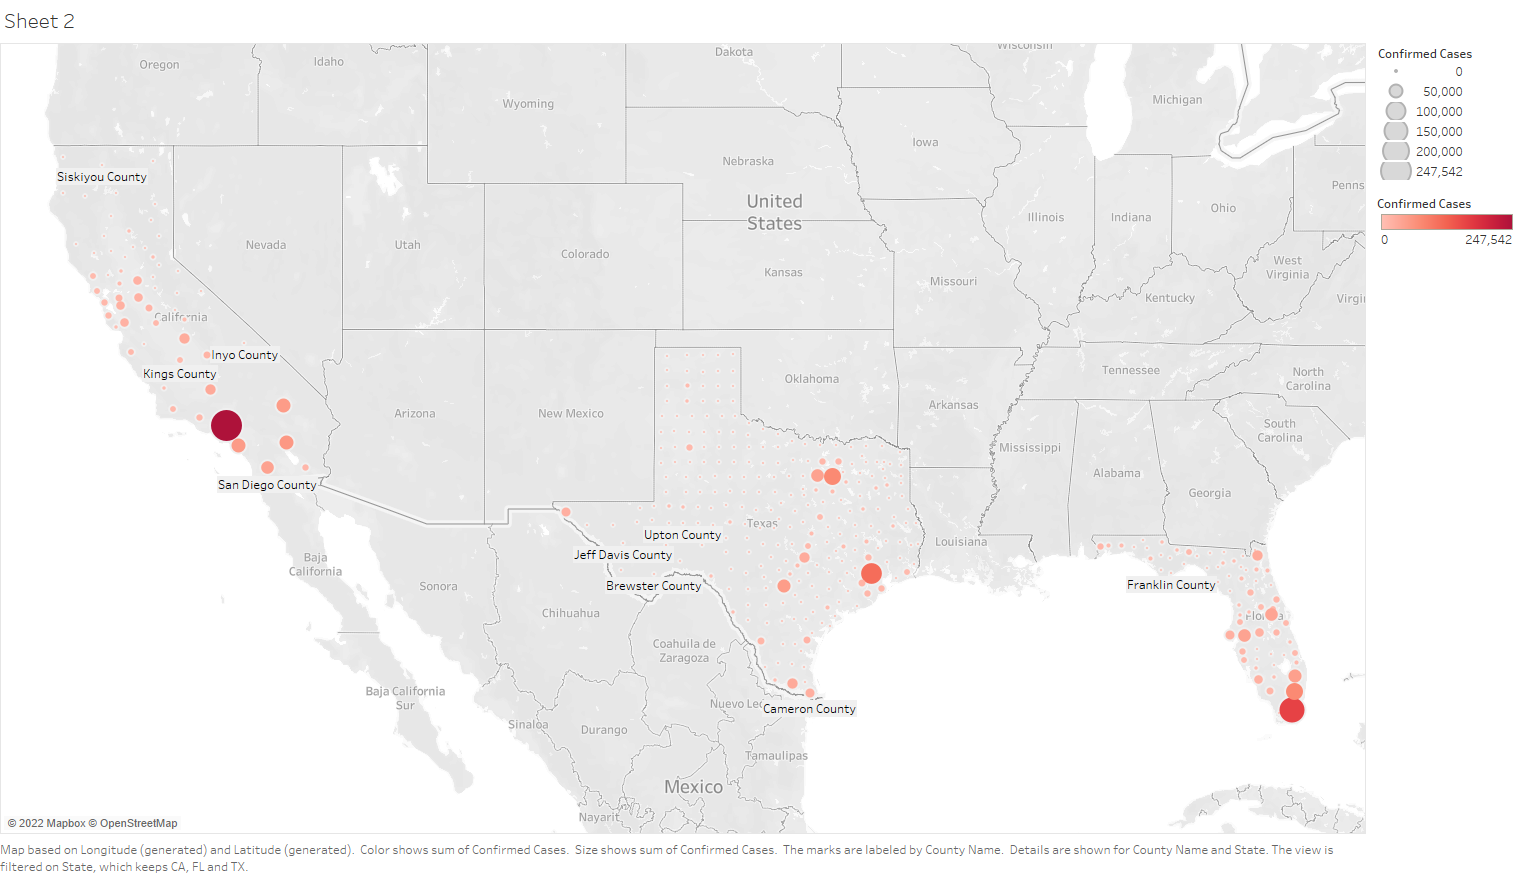 Sheet 2
Oregon
Idaho
Wyoming
Dakota
Wisconsin
Michigan
Iowa
Nebraska
United
States
Siskiyou County
Nevada
Utah
Colorado
Kansas
Missouri
Illinois
Indiana
Ohio
Penns
West
Virginia
Virgi
Kentucky
California
Inyo County
Kings County
San Diego County
Arizona
New Mexico
Oklahoma
Arkansas
Tennessee
North
Carolina
South
Carolina
Mississippi
Alabama
Georgia
Texas
Louisiana
Upton County
Jeff Davis County
Brewster County
Cameron County
Franklin County
Florida
Baja
California
Sonora
Chihuahua
Coahuila de
Zaragoza
Baja California
Sur
Sinaloa
Durango
Nuevo Leo
Tamaulipas
Mexico
Nayarit
© 2022 Mapbox © OpenStreetMap
Confirmed Cases
0
50,000
100,000
150,000
200,000
247,542
Confirmed Cases
0 247,542
Map based on Longitude (generated) and Latitude (generated). Color shows sum of Confirmed Cases. Size shows sum of Confirmed Cases. The marks are labeled by County Name. Details are shown for County Name and State. The view is
filtered on State, which keeps CA, FL and TX.